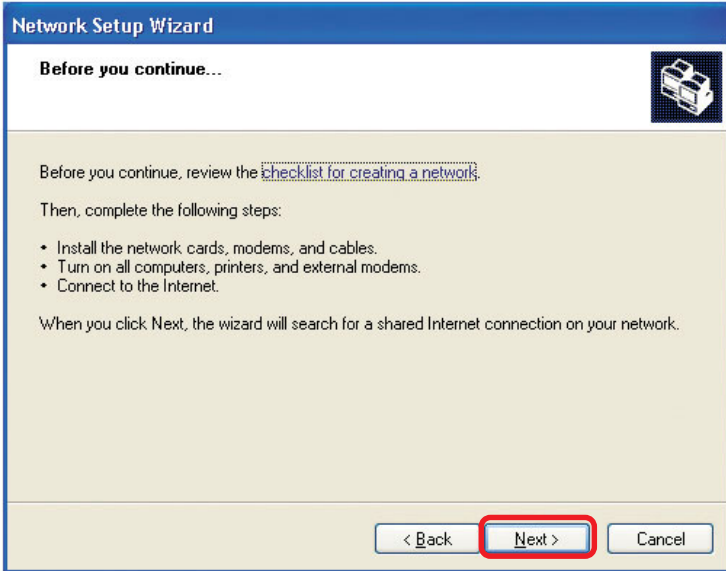 Network Setup Wizard
Before you continue...
Before you continue, review the checklist for creating a network.
Then, complete the following steps:
• Install the network cards, modems, and cables.
• Turn on all computers, printers, and external modems.
• Connect to the Internet.
When you click Next, the wizard will search for a shared Internet connection on your network.
< Back Next > Cancel